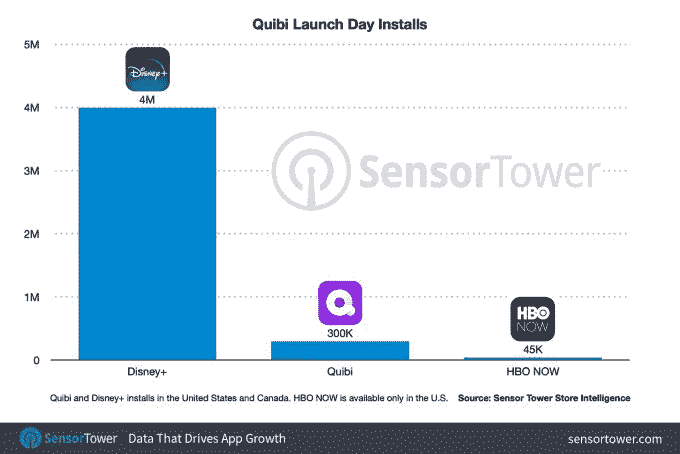 Quibi Launch Day Installs
5M
Disney+
4M
4M
SensorTower
3M
2M
1M
HBO
NOW
300K
45K
0
Disney+
Quibi
HBO NOW
Quibi and Disney+ installs in the United States and Canada. HBO NOW is available only in the U.S. Source: Sensor Tower Store Intelligence
SensorTower Data That Drives App Growth sensortower.com